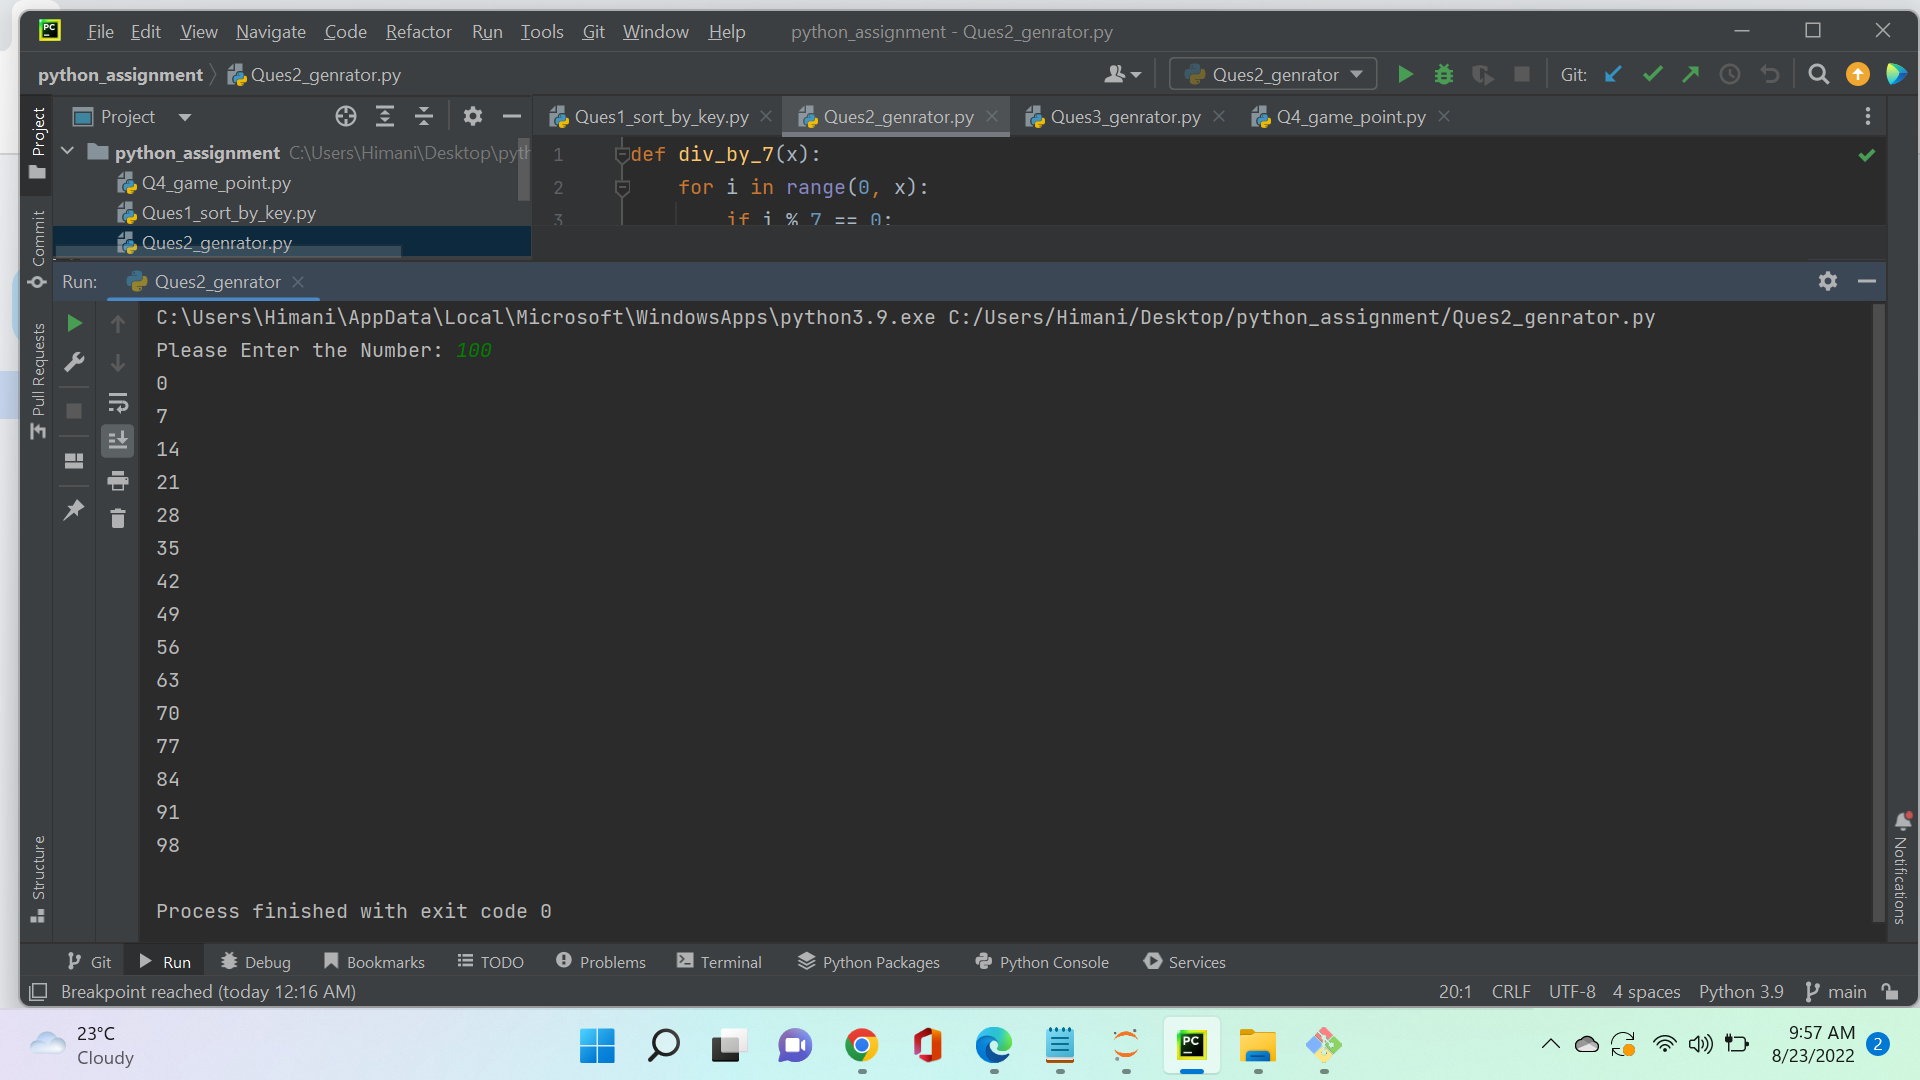 PC File Edit View Navigate Code Refactor Run Tools Git Window Help python_assignment - Ques2_genrator.py
python_assignment Ques2_genrator.py Ques2_genrator Git:
Project Ques1_sort_by_key.py Ques2_genrator.py Ques3_genrator.py Q4_game_point.py
Project
python_assignment C:\Users\Himani\Desktop\pyth
Q4_game_point.py
Ques1_sort_by_key.py
Ques2_genrator.py
1 def div_by_7(x):
2 for i in range(0, x):
3 if i % 7 == 0:
Commit
Pull Requests
Structure
Notifications
Run: Ques2_genrator
C:\Users\Himani\AppData\Local\Microsoft\WindowsApps\python3.9.exe C:/Users/Himani/Desktop/python_assignment/Ques2_genrator.py
Please Enter the Number: 100
0
7
14
21
28
35
42
49
56
63
70
77
84
91
98
Process finished with exit code 0
Git Run Debug Bookmarks TODO Problems Terminal Python Packages Python Console Services
Breakpoint reached (today 12:16 AM) 20:1 CRLF UTF-8 4 spaces Python 3.9 main
23°C
Cloudy
PC
9:57 AM
8/23/2022
2